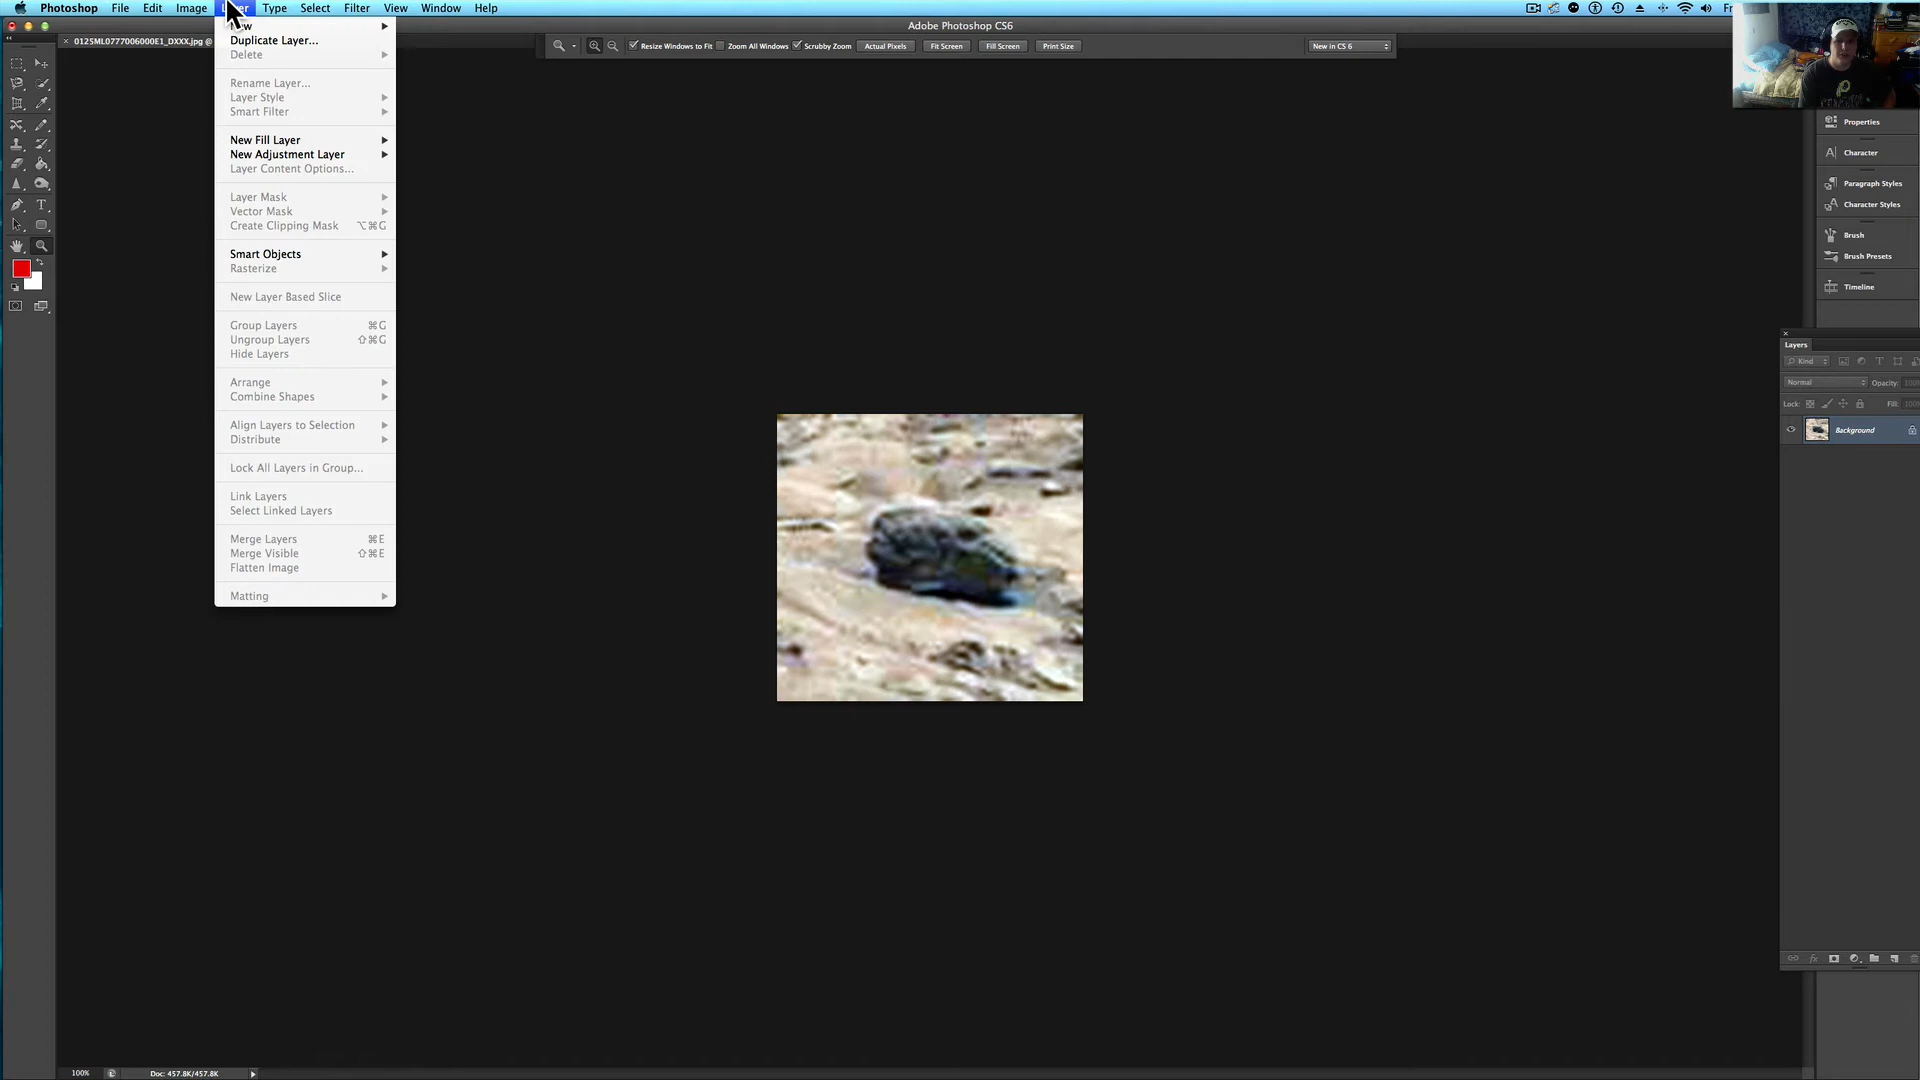 Photoshop File Edit Image Type Select Filter View Window Help
Adobe Photoshop CS6
0125ML0777006000E1_DXXX.jpg @
Resize Windows to Fit Zoom All Windows Scrubby Zoom Actual Pixels Fit Screen Fill Screen Print Size New in CS 6
Duplicate Layer...
Delete
Rename Layer...
Layer Style
Smart Filter
New Fill Layer
New Adjustment Layer
Layer Content Options...
Layer Mask
Vector Mask
Create Clipping Mask ⌥⌘G
Smart Objects
Rasterize
New Layer Based Slice
Group Layers ⌘G
Ungroup Layers ⇧⌘G
Hide Layers
Arrange
Combine Shapes
Align Layers to Selection
Distribute
Lock All Layers in Group...
Link Layers
Select Linked Layers
Merge Layers ⌘E
Merge Visible ⇧⌘E
Flatten Image
Matting
Properties
Character
Paragraph Styles
Character Styles
Brush
Brush Presets
Timeline
Layers
Kind
Normal Opacity: 100%
Lock: Fill: 100%
Background
100% Doc: 457.8K/457.8K